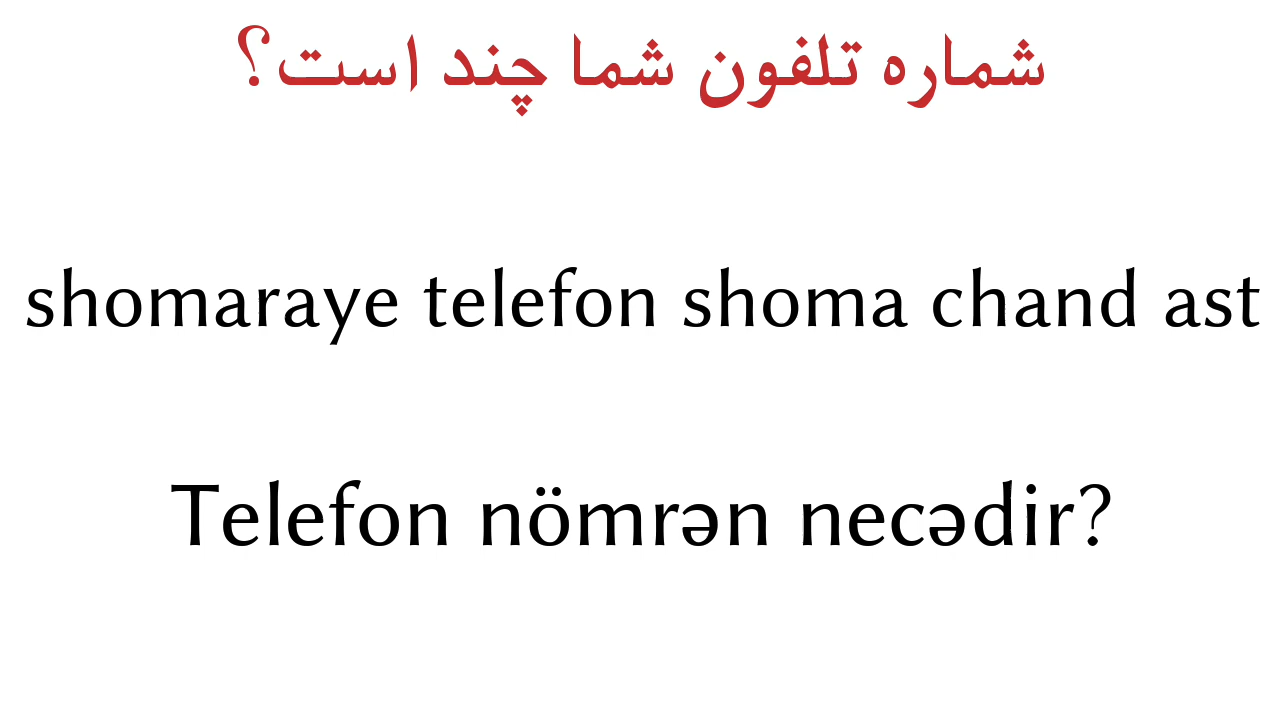 شماره تلفون شما چند است؟
shomaraye telefon shoma chand ast
Telefon nömrən necədir?